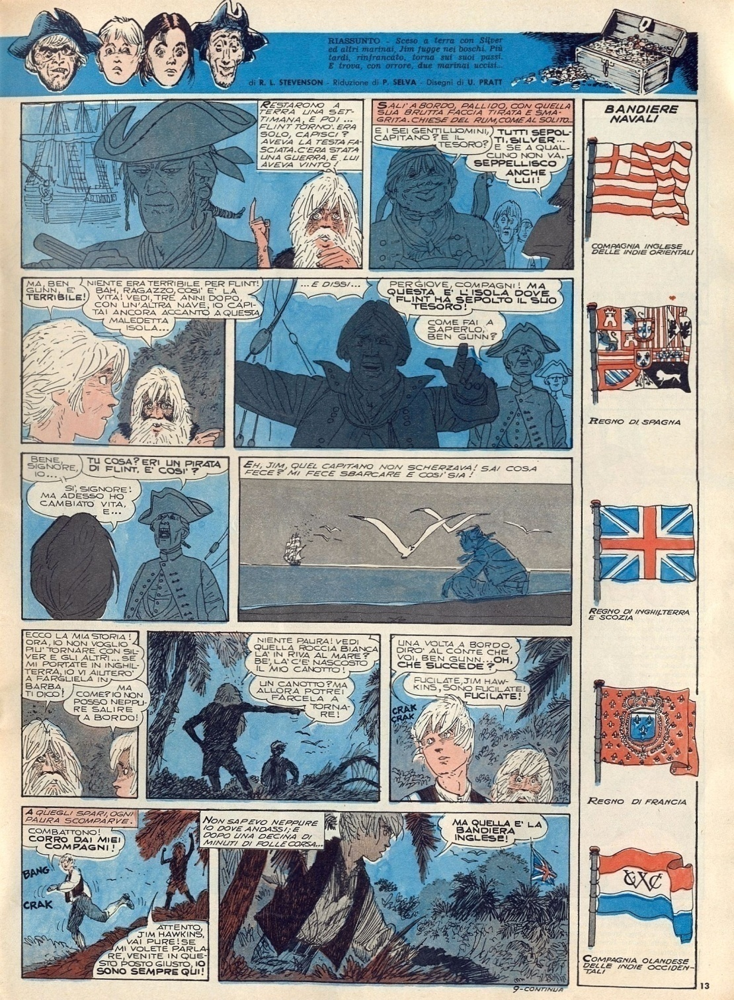 RIASSUNTO - Sceso a terra con Silver
ed altri marinai, Jim fugge nei boschi. Più
tardi, rinfrancato, torna sui suoi passi.
E trova, con orrore, due marinai uccisi...
di R. L. STEVENSON - Riduzione di P. SELVA - Disegni di U. PRATT
RESTARONO A
TERRA UNA SET-
TIMANA, E POI...
FLINT TORNO'! ERA
SOLO, CAPISCI?
AVEVA LA TESTA FA-
SCIATA. C'ERA STATA
UNA GUERRA, E LUI
AVEVA VINTO!
SALI' A BORDO, PALLIDO, CON QUELLA
SUA BRUTTA FACCIA TIRATA E SMA-
GRITA. CHIESE DEL RUM, COME AL SOLITO...
E I SEI GENTILUOMINI,
CAPITANO? E IL
TESORO?
TUTTI SEPOL-
TI, SILVER...
E SE A QUAL-
CUNO NON VA,
SEPPELLISCO
ANCHE
LUI!
MA, BEN
GUNN, E'
TERRIBILE!
NIENTE ERA TERRIBILE PER FLINT!
BAH, RAGAZZO, COSI' E' LA
VITA! VEDI, TRE ANNI DOPO,
CON UN'ALTRA NAVE, IO CAPI-
TAI ANCORA ACCANTO A QUESTA
MALEDETTA
ISOLA...
...E DISSI...
PER GIOVE, COMPAGNI! MA
QUESTA E' L'ISOLA DOVE
FLINT HA SEPOLTO IL SUO
TESORO!
COME FAI A
SAPERLO,
BEN GUNN?
BENE,
SIGNORE,
IO...
TU COSA? ERI UN PIRATA
DI FLINT, E' COSI'?
SI, SIGNORE!
MA ADESSO HO
CAMBIATO VITA,
E...
EH, JIM, QUEL CAPITANO NON SCHERZAVA! SAI COSA
FECE? MI FECE SBARCARE E COSI' SIA!
ECCO LA MIA STORIA!
ORA, IO NON VOGLIO
PIU' TORNARE CON SIL-
VER E GLI ALTRI... SE
MI PORTATE IN INGHIL-
TERRA, IO VI AIUTERO'
A FARGLIELA IN
BARBA,
TI DICO!
MA
COME? IO NON
POSSO NEPPU-
RE SALIRE
A BORDO!
NIENTE PAURA! VEDI
QUELLA ROCCIA BIANCA
LA' IN RIVA AL MARE?
BE', LA' C'E' NASCOSTO
IL MIO CANOTTO!
UN CANOTTO? MA
ALLORA POTREI
FARCELA A
TORNA-
RE!
UNA VOLTA A BORDO,
DIRO' AL CONTE CHE
VOI, BEN GUNN... OH,
CHE SUCCEDE?
FUCILATE, JIM HAW-
KINS, SONO FUCILATE!
FUCILATE!
CRAK
CRAK
A QUEGLI SPARI, OGNI
PAURA SCOMPARVE.
COMBATTONO!
CORRO DAI MIEI
COMPAGNI!
BANG
CRAK
ATTENTO,
JIM HAWKINS,
VAI PURE! SE
MI VOLETE PARLA-
RE, VENITE IN QUE-
STO POSTO GIUSTO, IO
SONO SEMPRE QUI!
NON SAPEVO NEPPURE
IO DOVE ANDASSI; E
DOPO UNA DECINA DI
MINUTI DI FOLLE CORSA...
MA QUELLA E' LA
BANDIERA
INGLESE!
9-CONTINUA
BANDIERE
NAVALI
COMPAGNIA INGLESE
DELLE INDIE ORIENTALI
REGNO DI SPAGNA
REGNO DI INGHILTERRA
E SCOZIA
REGNO DI FRANCIA
COMPAGNIA OLANDESE
DELLE INDIE OCCIDEN-
TALI
13